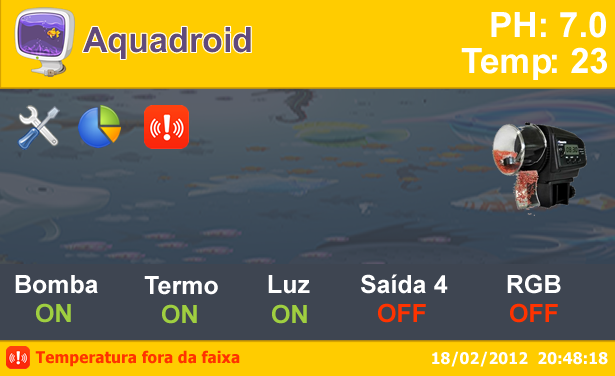 Aquadroid
PH: 7.0
Temp: 23
Bomba Termo Luz Saída 4 RGB
ON ON ON OFF OFF
Temperatura fora da faixa 18/02/2012 20:48:18